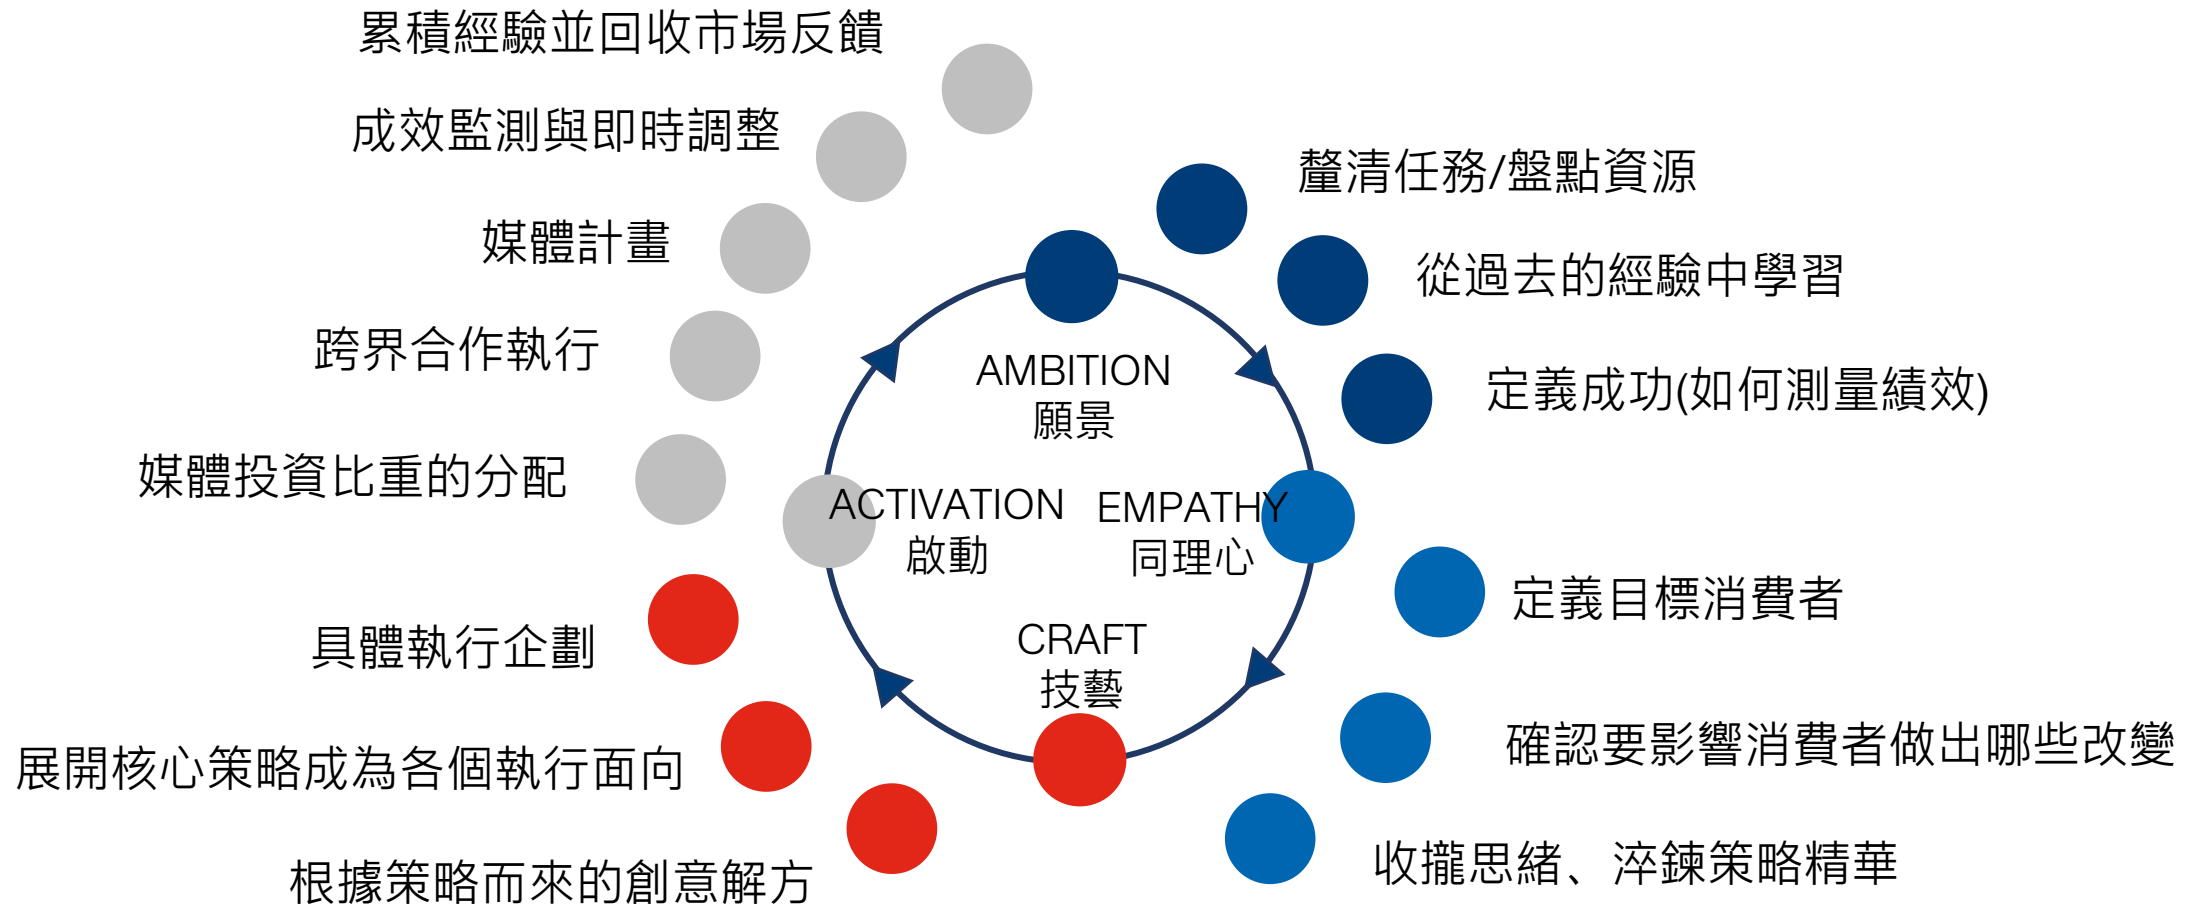 累積經驗並回收市場反饋
成效監測與即時調整
媒體計畫
跨界合作執行
媒體投資比重的分配
具體執行企劃
展開核心策略成為各個執行面向
根據策略而來的創意解方
AMBITION
願景
ACTIVATION
啟動
EMPATHY
同理心
CRAFT
技藝
釐清任務/盤點資源
從過去的經驗中學習
定義成功(如何測量績效)
定義目標消費者
確認要影響消費者做出哪些改變
收攏思緒、淬鍊策略精華